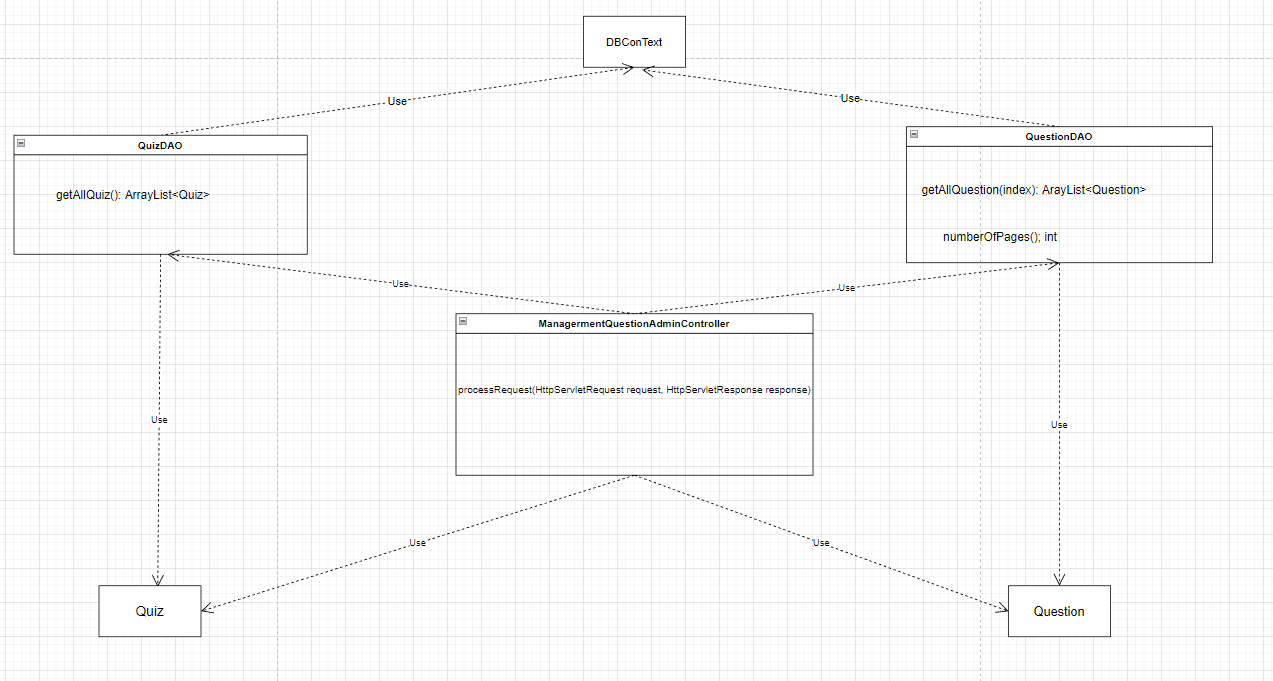 DBConText
Use
Use
QuizDAO
getAllQuiz(): ArrayList<Quiz>
QuestionDAO
getAllQuestion(index): ArayList<Question>
numberOfPages(); int
Use
Use
ManagermentQuestionAdminController
processRequest(HttpServletRequest request, HttpServletResponse response)
Use
Use
Use
Use
Quiz
Question